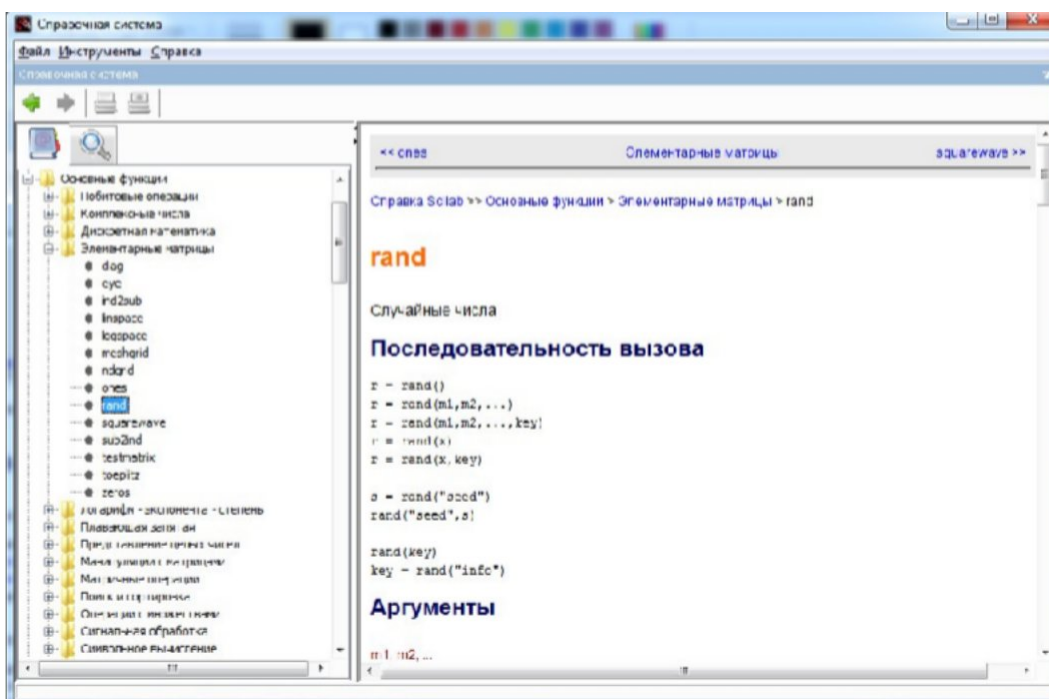 Справочная система
Файл Инструменты Справка
Справочная система
Основные функции
Побитовые операции
Комплексные числа
Дискретная математика
Элементарные матрицы
diag
eye
ind2sub
linspace
logspace
meshgrid
ndgrid
ones
rand
squarewave
sub2ind
testmatrix
toeplitz
zeros
Логарифм - экспонента - степень
Плавающая запятая
Представление целых чисел
Манипуляции с матрицами
Матричные операции
Поиск и сортировка
Операции с множествами
Сигнальная обработка
Символьное вычисление
<< ones Элементарные матрицы squarewave >>
Справка Scilab >> Основные функции > Элементарные матрицы > rand
rand
Случайные числа
Последовательность вызова
r = rand()
r = rand(m1,m2,...)
r = rand(m1,m2,...,key)
r = rand(x)
r = rand(x,key)
s = rand("seed")
rand("seed",s)
rand(key)
key = rand("info")
Аргументы
m1, m2, ...